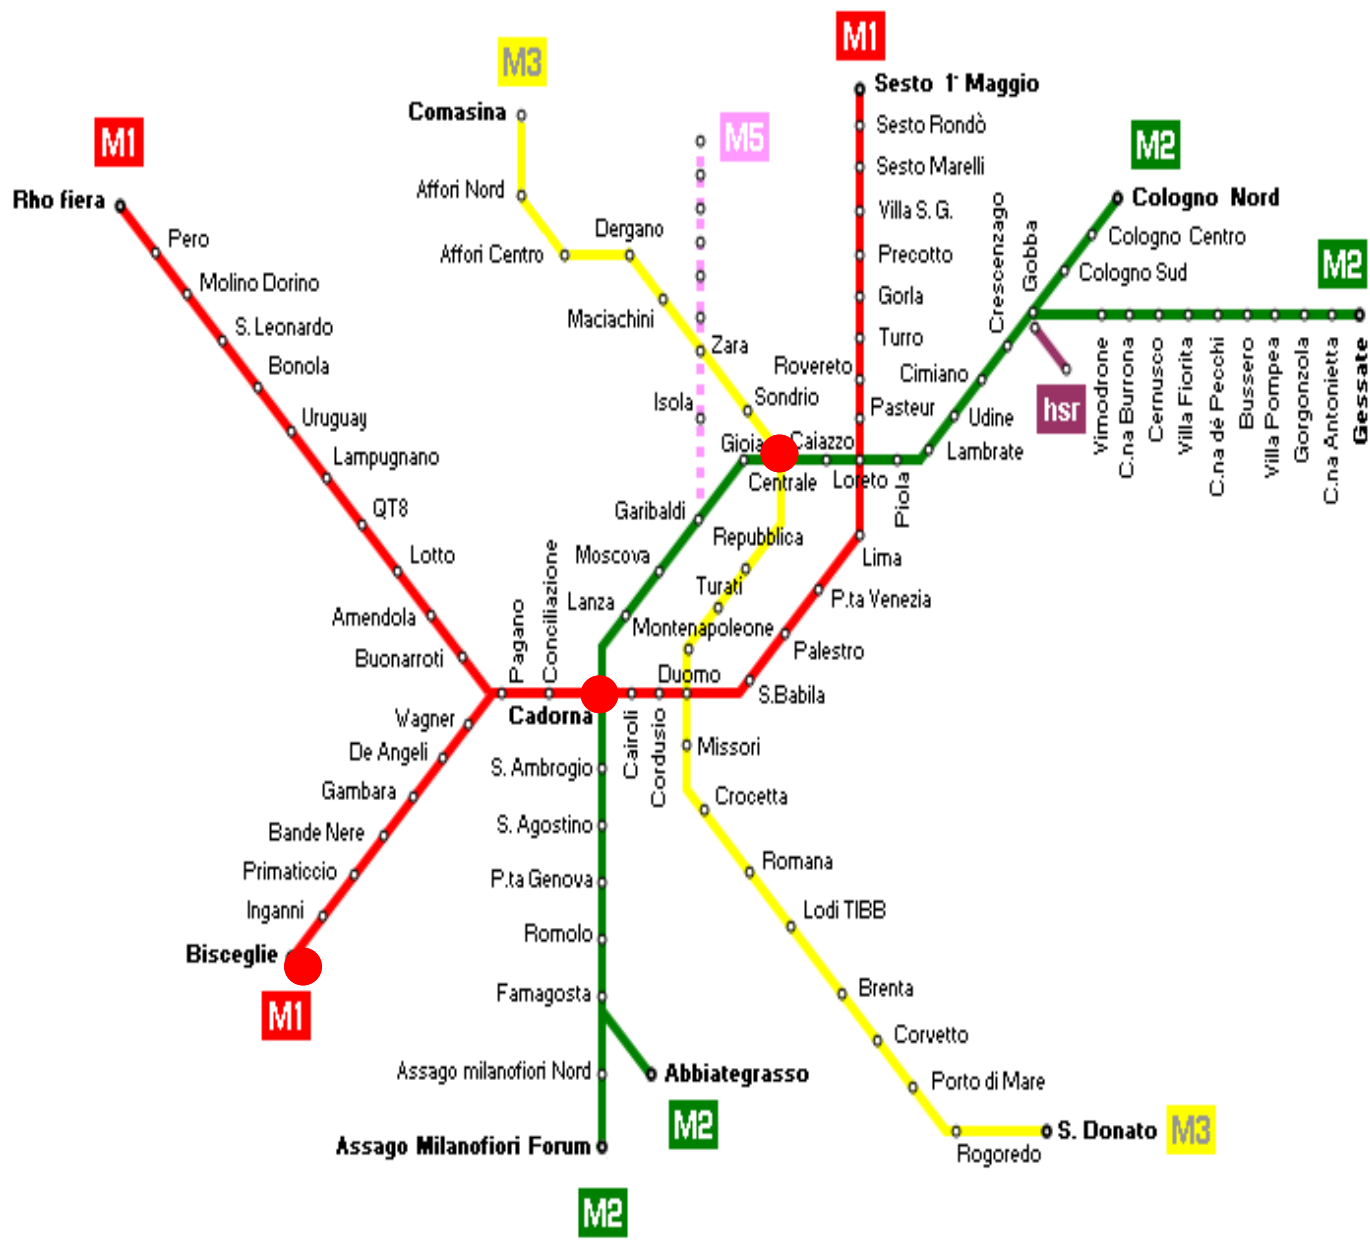 M1
M3
Sesto 1° Maggio
Comasina
Sesto Rondò
M5
M1
M2
Sesto Marelli
Affori Nord
Rho fiera
Villa S. G.
Cologno Nord
Pero
Dergano
Affori Centro
Precotto
Crescenzago
Gobba
Cologno Centro
M2
Cologno Sud
Molino Dorino
Gorla
Maciachini
S. Leonardo
Turro
Zara
Bonola
Rovereto
Cimiano
Isola
Sondrio
Pasteur
hsr
Udine
Vimodrone
C.na Burrona
Cernusco
Villa Fiorita
C.na dé Pecchi
Bussero
Villa Pompea
Gorgonzola
C.na Antonietta
Gessate
Uruguay
Gioia
Caiazzo
Lambrate
Lampugnano
Centrale
Loreto
Piola
QT8
Garibaldi
Repubblica
Lotto
Moscova
Lima
Turati
Lanza
P.ta Venezia
Amendola
Pagano
Conciliazione
Montenapoleone
Palestro
Buonarroti
Duomo
S.Babila
Wagner
Cadorna
Cairoli
Cordusio
Missori
De Angeli
S. Ambrogio
Gambara
Crocetta
Bande Nere
S. Agostino
Primaticcio
P.ta Genova
Romana
Inganni
Lodi TIBB
Romolo
Bisceglie
Famagosta
Brenta
M1
Corvetto
Assago milanofiori Nord
Abbiategrasso
Porto di Mare
M2
S. Donato
M3
Assago Milanofiori Forum
Rogoredo
M2